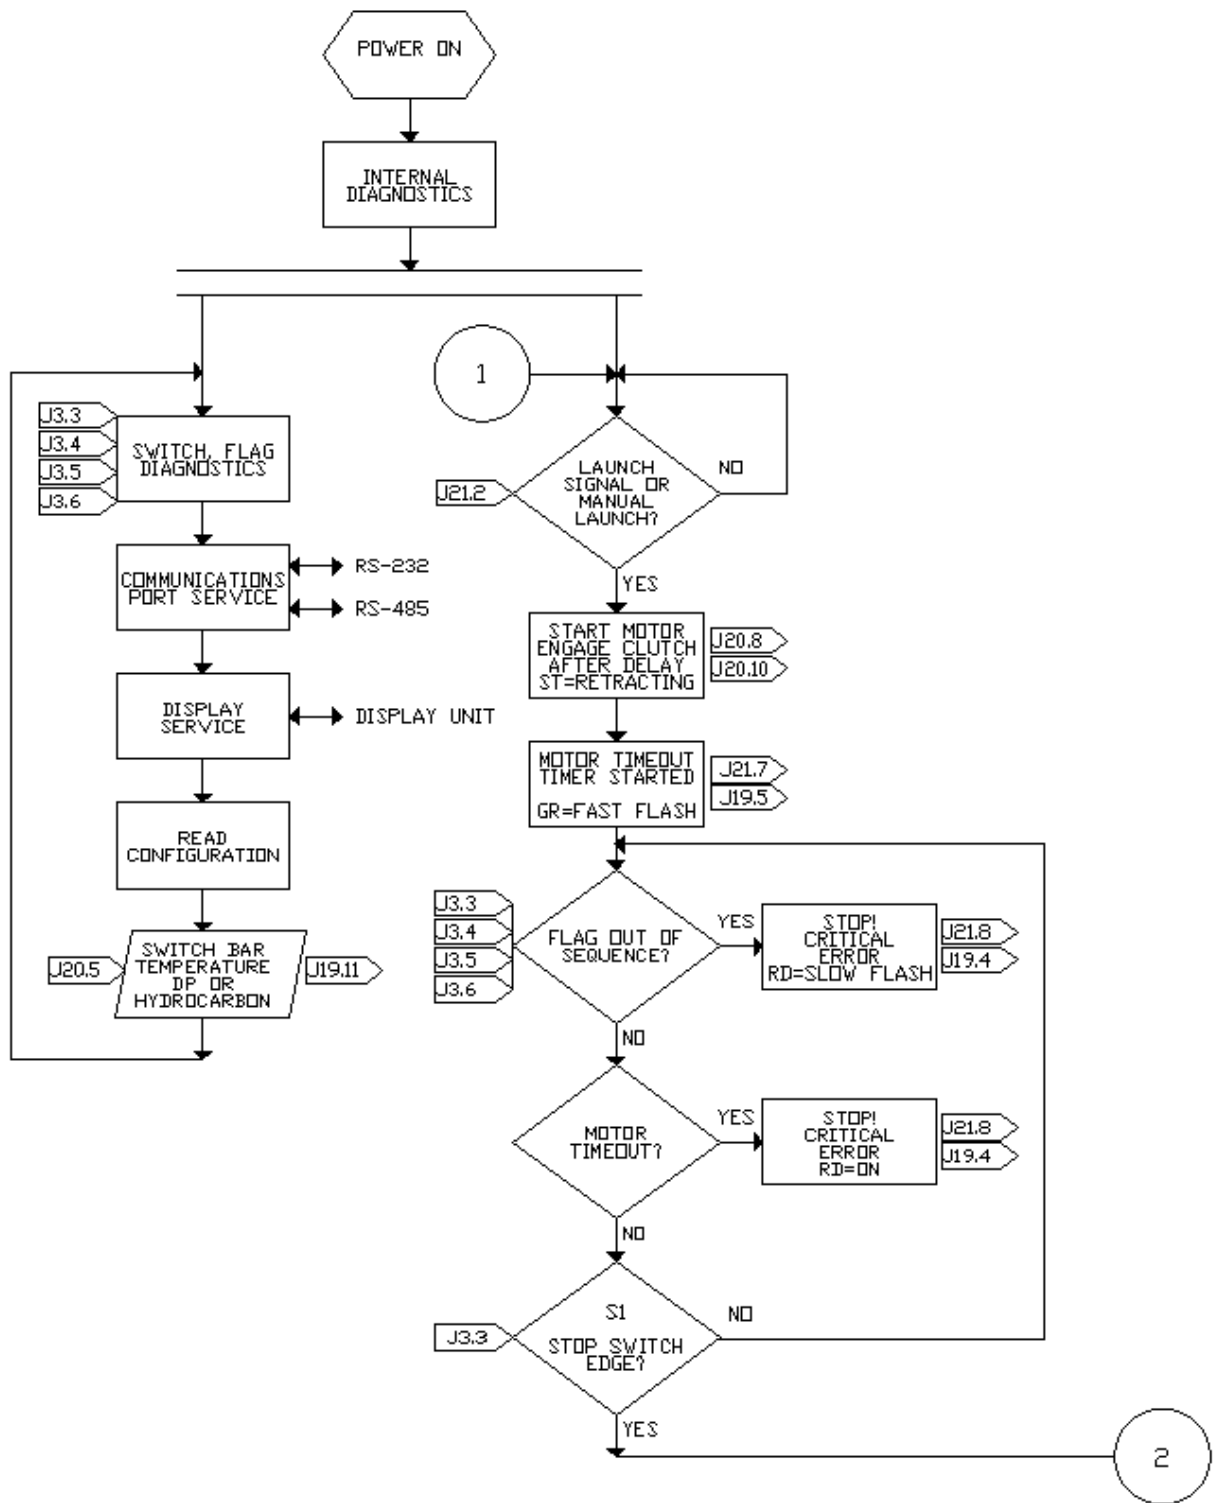 POWER ON
INTERNAL
DIAGNOSTICS
1
J3.3
J3.4
J3.5
J3.6
SWITCH, FLAG
DIAGNOSTICS
J21.2
LAUNCH
SIGNAL OR
MANUAL
LAUNCH?
NO
YES
COMMUNICATIONS
PORT SERVICE
RS-232
RS-485
START MOTOR
ENGAGE CLUTCH
AFTER DELAY
ST=RETRACTING
J20.8
J20.10
DISPLAY
SERVICE
DISPLAY UNIT
MOTOR TIMEOUT
TIMER STARTED
GR=FAST FLASH
J21.7
J19.5
READ
CONFIGURATION
J20.5
SWITCH BAR
TEMPERATURE
DP OR
HYDROCARBON
J19.11
J3.3
J3.4
J3.5
J3.6
FLAG OUT OF
SEQUENCE?
YES
STOP!
CRITICAL
ERROR
RD=SLOW FLASH
J21.8
J19.4
NO
MOTOR
TIMEOUT?
YES
STOP!
CRITICAL
ERROR
RD=ON
J21.8
J19.4
NO
J3.3
S1
STOP SWITCH
EDGE?
NO
YES
2